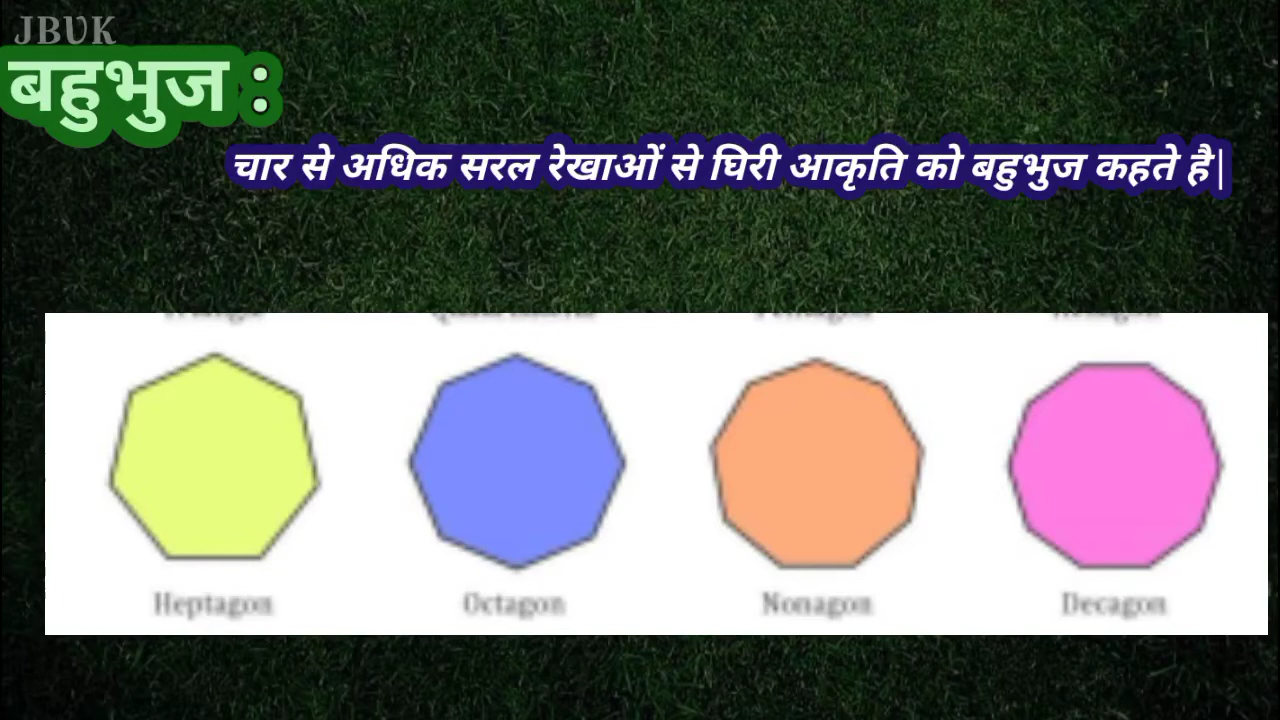 JBUK
बहुभुज :
चार से अधिक सरल रेखाओं से घिरी आकृति को बहुभुज कहते है|
Heptagon Octagon Nonagon Decagon